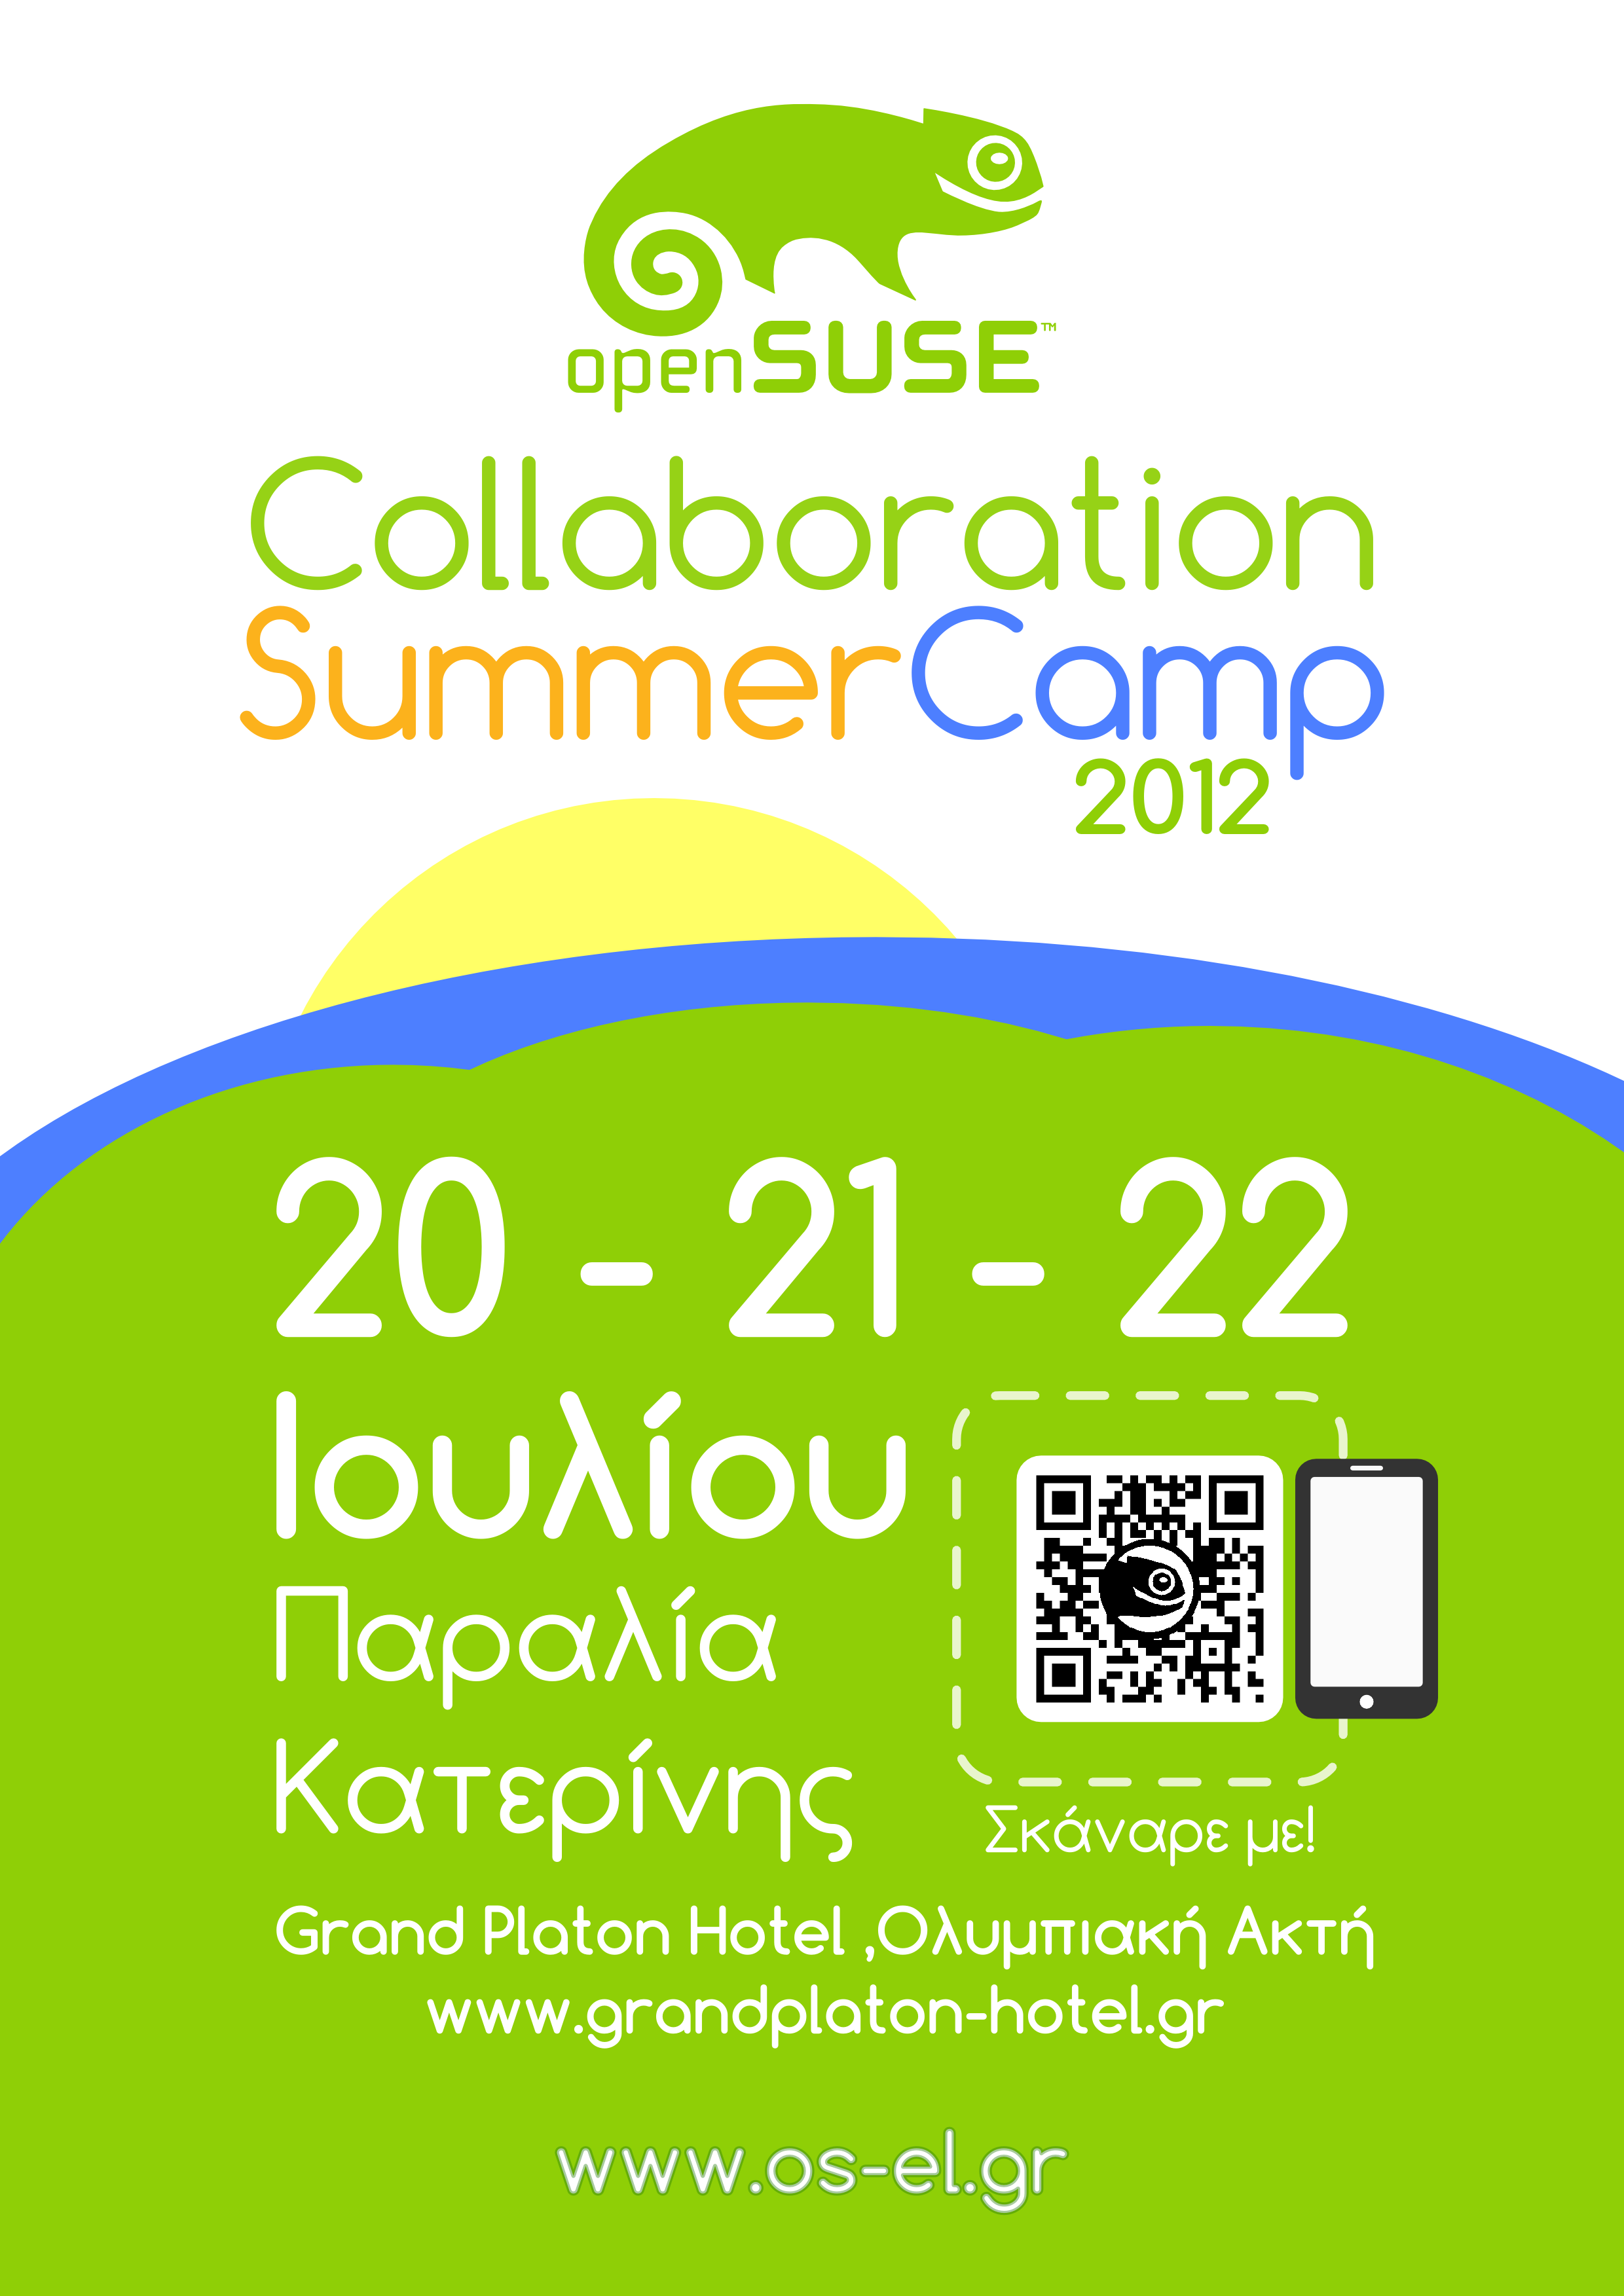 openSUSE™
Collaboration
SummerCamp
2012
20 - 21 - 22
Ιουλίου
Παραλία
Κατερίνης
Σκάναρε με!
Grand Platon Hotel ,Ολυμπιακή Ακτή
www.grandplaton-hotel.gr
www.os-el.gr